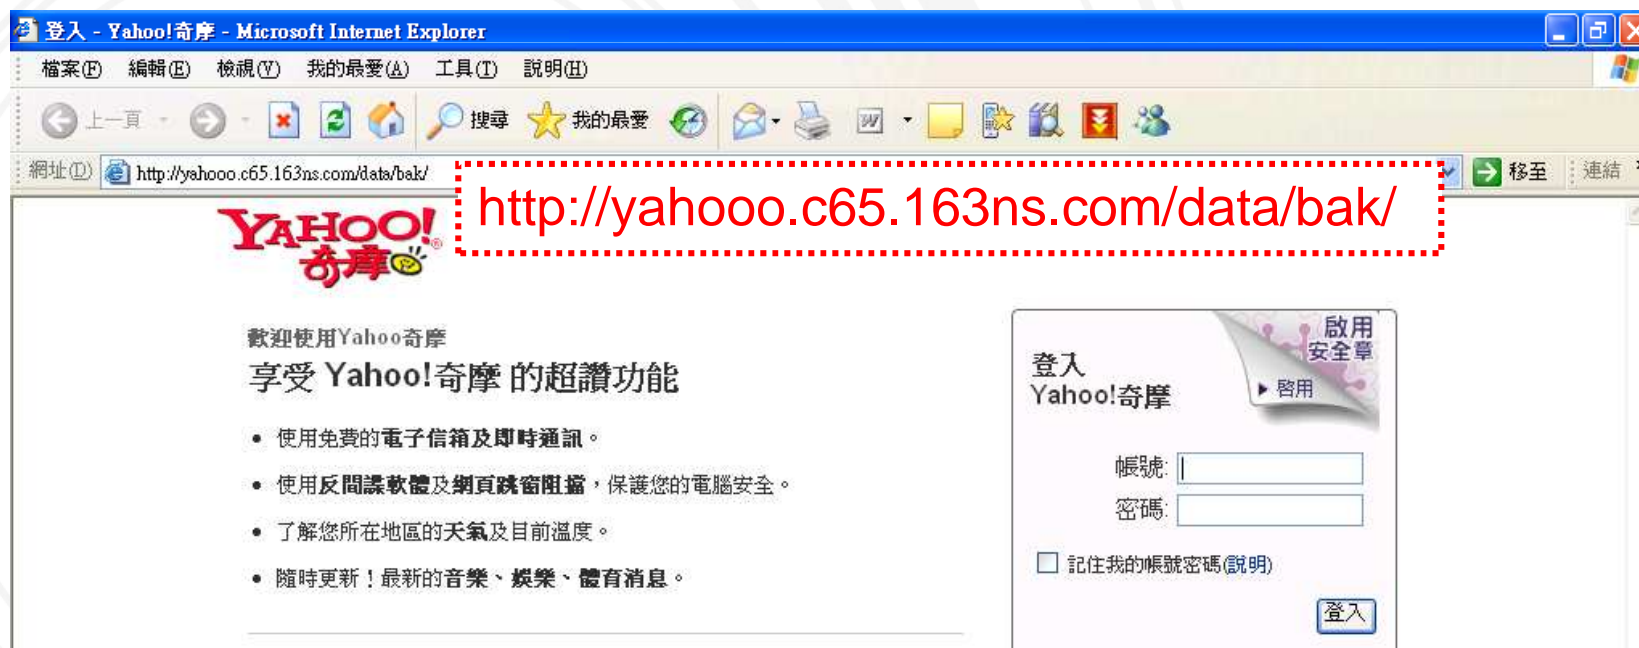 登入 - Yahoo!奇摩 - Microsoft Internet Explorer
檔案(F) 編輯(E) 檢視(V) 我的最愛(A) 工具(T) 說明(H)
上一頁 搜尋 我的最愛
網址(D) http://yahooo.c65.163ns.com/data/bak/ 移至 連結
http://yahooo.c65.163ns.com/data/bak/
YAHOO!
奇摩
歡迎使用Yahoo奇摩
享受 Yahoo!奇摩 的超讚功能
使用免費的電子信箱及即時通訊。
使用反間諜軟體及網頁跳窗阻擋，保護您的電腦安全。
了解您所在地區的天氣及目前溫度。
隨時更新！最新的音樂、娛樂、體育消息。
啟用
安全章
啓用
登入
Yahoo!奇摩
帳號:
密碼:
記住我的帳號密碼(說明)
登入